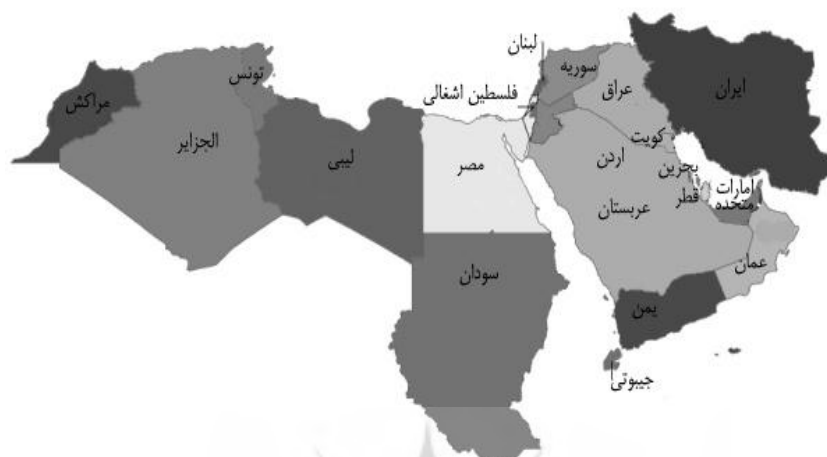 لبنان
سوریه
تونس
ایران
عراق
مراکش
فلسطین اشغالی
کویت
الجزایر
لیبی
مصر
اردن
بحرین
امارات
متحده
قطر
عربستان
عمان
سودان
یمن
جیبوتی